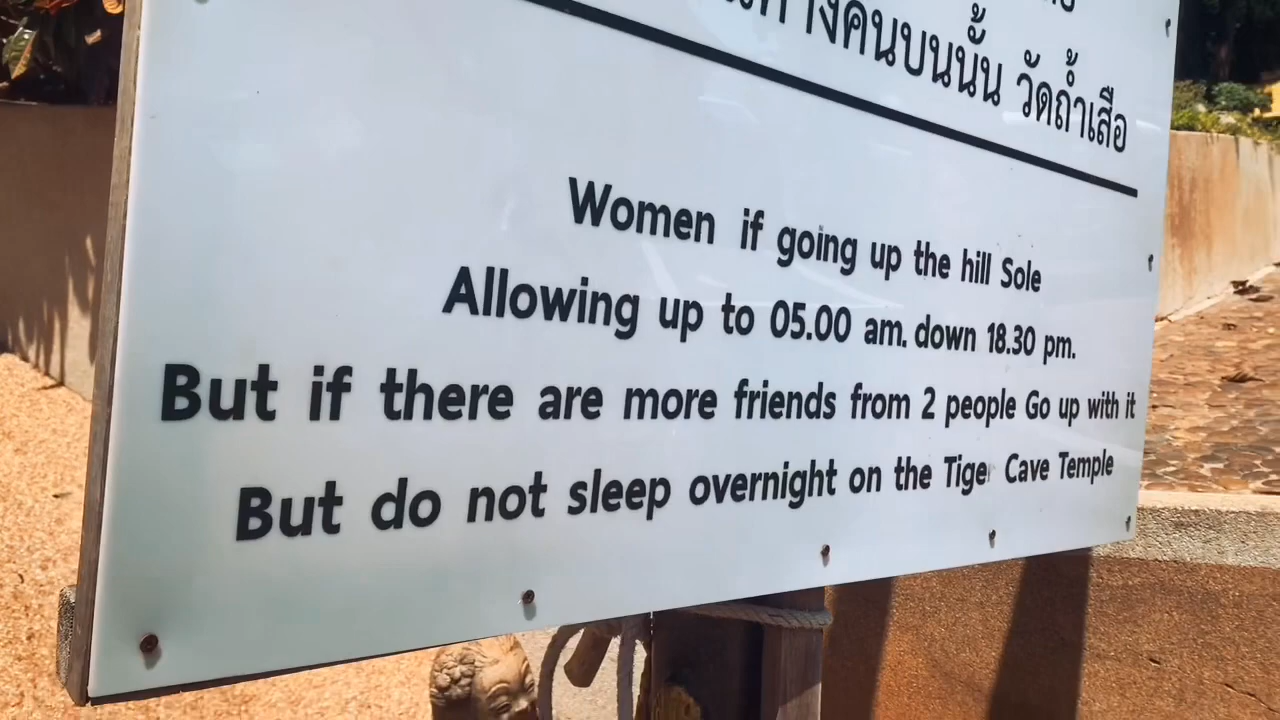 คนบนนั้น วัดถ้ำเสือ
Women if going up the hill Sole
Allowing up to 05.00 am. down 18.30 pm.
But if there are more friends from 2 people Go up with it
But do not sleep overnight on the Tiger Cave Temple